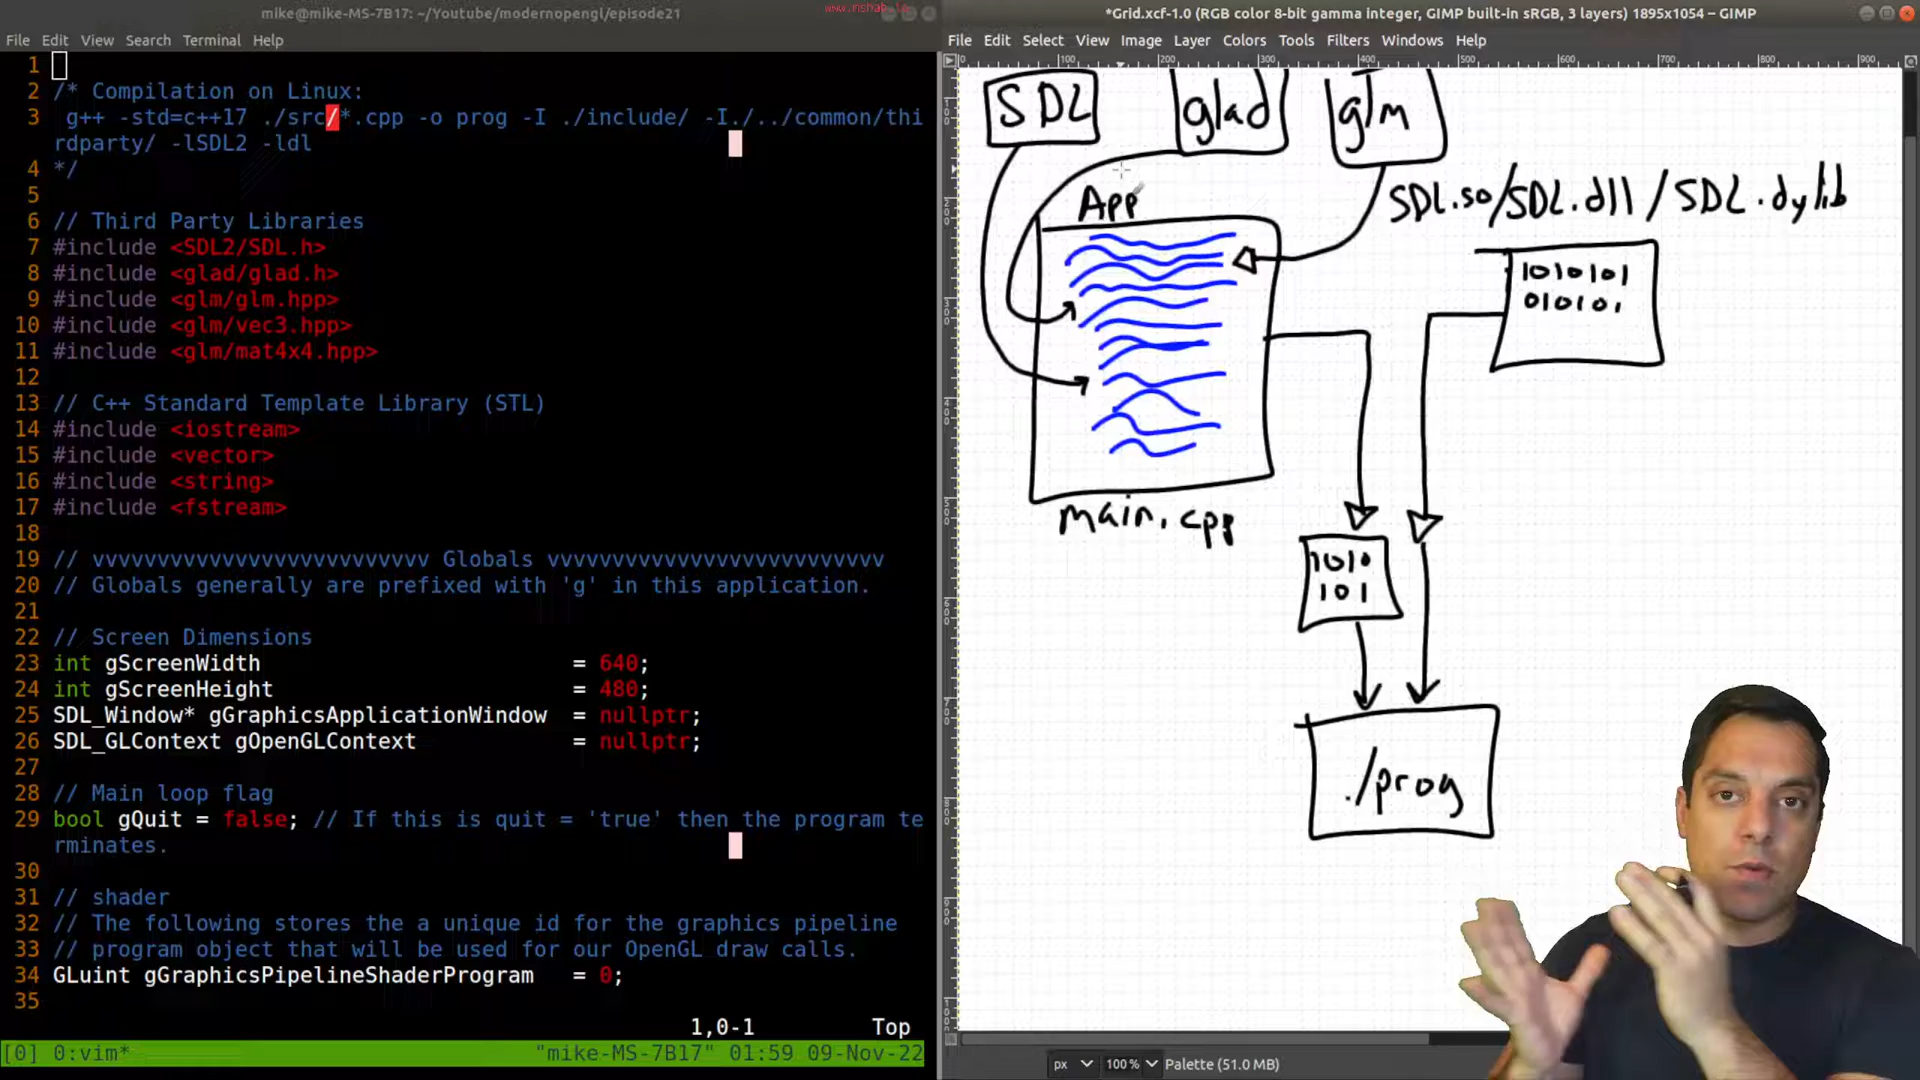 mike@mike-MS-7B17: ~/Youtube/modernopengl/episode21
File Edit View Search Terminal Help
1
2 /* Compilation on Linux:
3 g++ -std=c++17 ./src/*.cpp -o prog -I ./include/ -I./../common/thi
rdparty/ -lSDL2 -ldl
4 */
5
6 // Third Party Libraries
7 #include <SDL2/SDL.h>
8 #include <glad/glad.h>
9 #include <glm/glm.hpp>
10 #include <glm/vec3.hpp>
11 #include <glm/mat4x4.hpp>
12
13 // C++ Standard Template Library (STL)
14 #include <iostream>
15 #include <vector>
16 #include <string>
17 #include <fstream>
18
19 // vvvvvvvvvvvvvvvvvvvvvvvvvv Globals vvvvvvvvvvvvvvvvvvvvvvvvvv
20 // Globals generally are prefixed with 'g' in this application.
21
22 // Screen Dimensions
23 int gScreenWidth = 640;
24 int gScreenHeight = 480;
25 SDL_Window* gGraphicsApplicationWindow = nullptr;
26 SDL_GLContext gOpenGLContext = nullptr;
27
28 // Main loop flag
29 bool gQuit = false; // If this is quit = 'true' then the program te
rminates.
30
31 // shader
32 // The following stores the a unique id for the graphics pipeline
33 // program object that will be used for our OpenGL draw calls.
34 GLuint gGraphicsPipelineShaderProgram = 0;
35
1,0-1 Top
[0] 0:vim* "mike-MS-7B17" 01:59 09-Nov-22
*Grid.xcf-1.0 (RGB color 8-bit gamma integer, GIMP built-in sRGB, 3 layers) 1895x1054 – GIMP
File Edit Select View Image Layer Colors Tools Filters Windows Help
0 100 200 300 400 500 600 700 800 900
SDL glad glm
App
SDL.so/SDL.dll/SDL.dylib
1010101
010101
main.cpp
1010
101
./prog
px 100% Palette (51.0 MB)